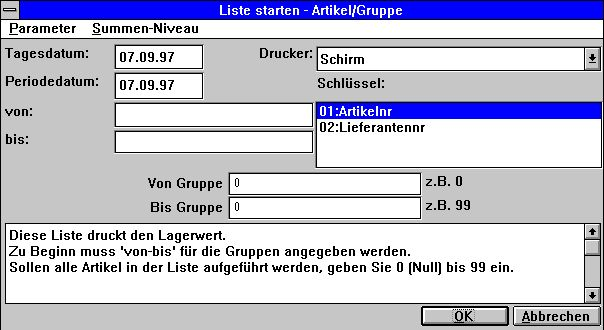 Liste starten - Artikel/Gruppe
Parameter Summen-Niveau
Tagesdatum: 07.09.97 Drucker: Schirm
Periodedatum: 07.09.97 Schlüssel:
von: 01:Artikelnr
02:Lieferantennr
bis:
Von Gruppe 0 z.B. 0
Bis Gruppe 0 z.B. 99
Diese Liste druckt den Lagerwert.
Zu Beginn muss 'von-bis' für die Gruppen angegeben werden.
Sollen alle Artikel in der Liste aufgeführt werden, geben Sie 0 (Null) bis 99 ein.
OK Abbrechen